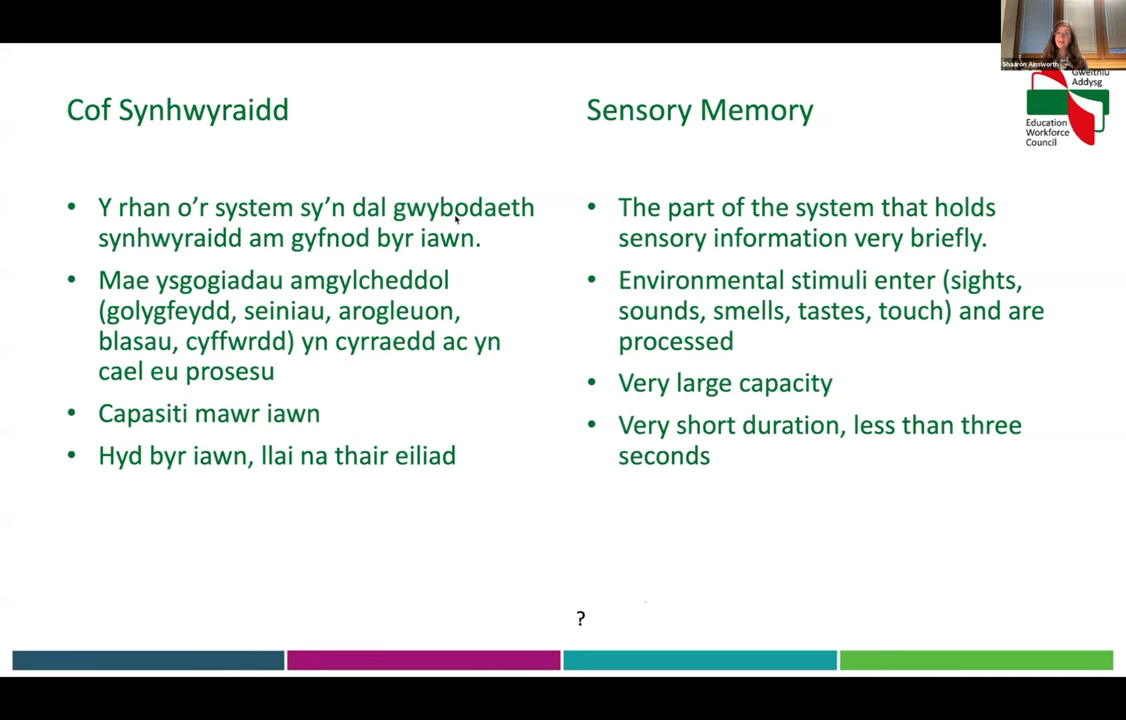 Cof Synhwyraidd
Y rhan o'r system sy'n dal gwybodaeth
synhwyraidd am gyfnod byr iawn.
Mae ysgogiadau amgylcheddol
(golygfeydd, seiniau, arogleuon,
blasau, cyffwrdd) yn cyrraedd ac yn
cael eu prosesu
Capasiti mawr iawn
Hyd byr iawn, llai na thair eiliad
Sensory Memory
The part of the system that holds
sensory information very briefly.
Environmental stimuli enter (sights,
sounds, smells, tastes, touch) and are
processed
Very large capacity
Very short duration, less than three
seconds
?
Shaaron Ainsworth
Gweithlu
Addysg
Education
Workforce
Council